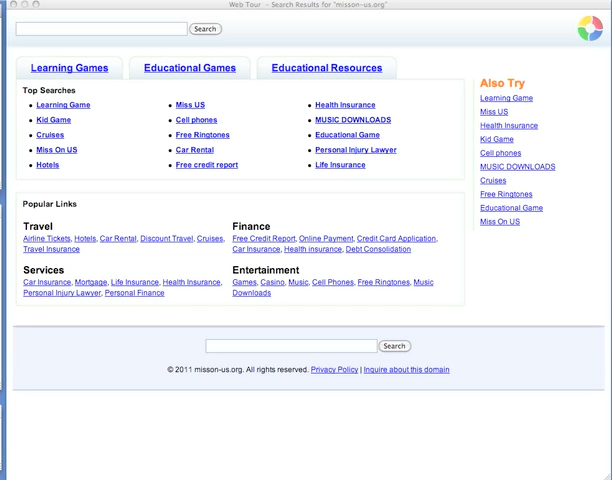 Web Tour - Search Results for "misson-us.org"
Search
Learning Games Educational Games Educational Resources
Top Searches
Learning Game Miss US Health Insurance
Kid Game Cell phones MUSIC DOWNLOADS
Cruises Free Ringtones Educational Game
Miss On US Car Rental Personal Injury Lawyer
Hotels Free credit report Life Insurance
Also Try
Learning Game
Miss US
Health Insurance
Kid Game
Cell phones
MUSIC DOWNLOADS
Cruises
Free Ringtones
Educational Game
Miss On US
Popular Links
Travel
Airline Tickets, Hotels, Car Rental, Discount Travel, Cruises,
Travel Insurance
Finance
Free Credit Report, Online Payment, Credit Card Application,
Car Insurance, Health insurance, Debt Consolidation
Services
Car Insurance, Mortgage, Life Insurance, Health Insurance,
Personal Injury Lawyer, Personal Finance
Entertainment
Games, Casino, Music, Cell Phones, Free Ringtones, Music
Downloads
Search
© 2011 misson-us.org. All rights reserved. Privacy Policy | Inquire about this domain